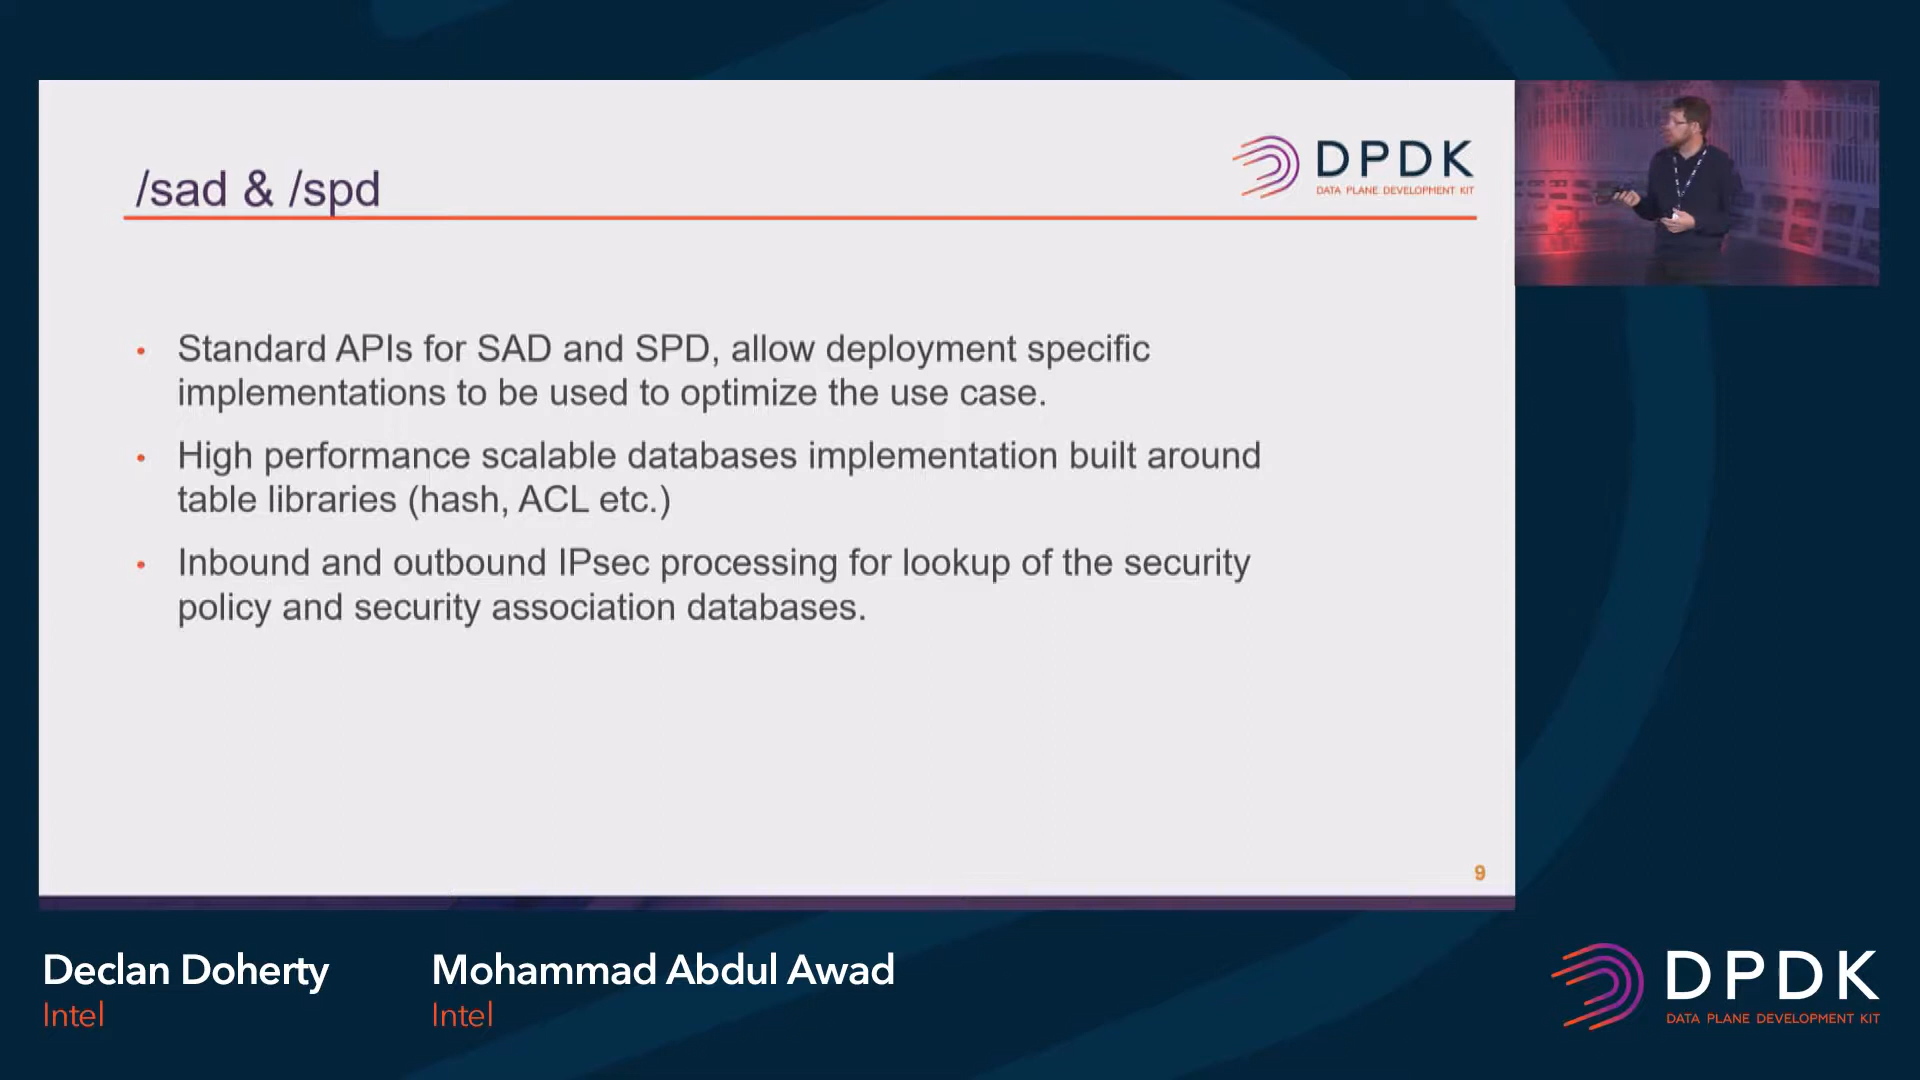 /sad & /spd
DPDK
DATA PLANE DEVELOPMENT KIT
• Standard APIs for SAD and SPD, allow deployment specific
implementations to be used to optimize the use case.
• High performance scalable databases implementation built around
table libraries (hash, ACL etc.)
• Inbound and outbound IPsec processing for lookup of the security
policy and security association databases.
9
Declan Doherty
Intel
Mohammad Abdul Awad
Intel
DPDK
DATA PLANE DEVELOPMENT KIT